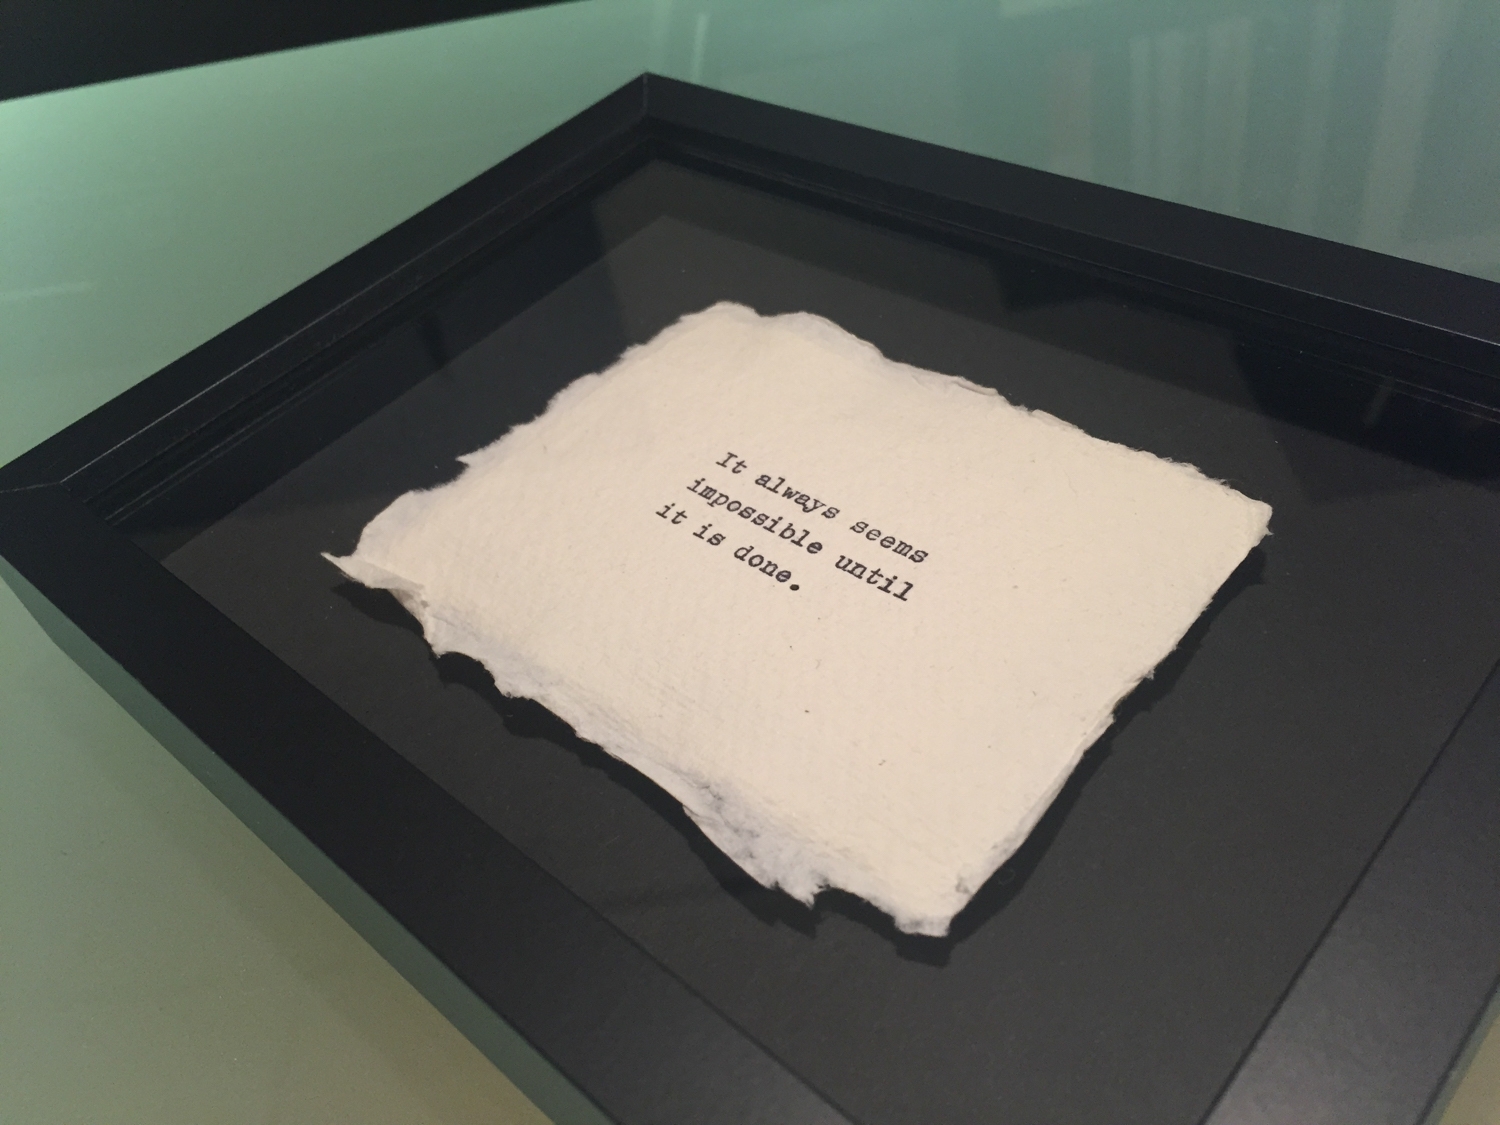 It always seems
impossible until
it is done.